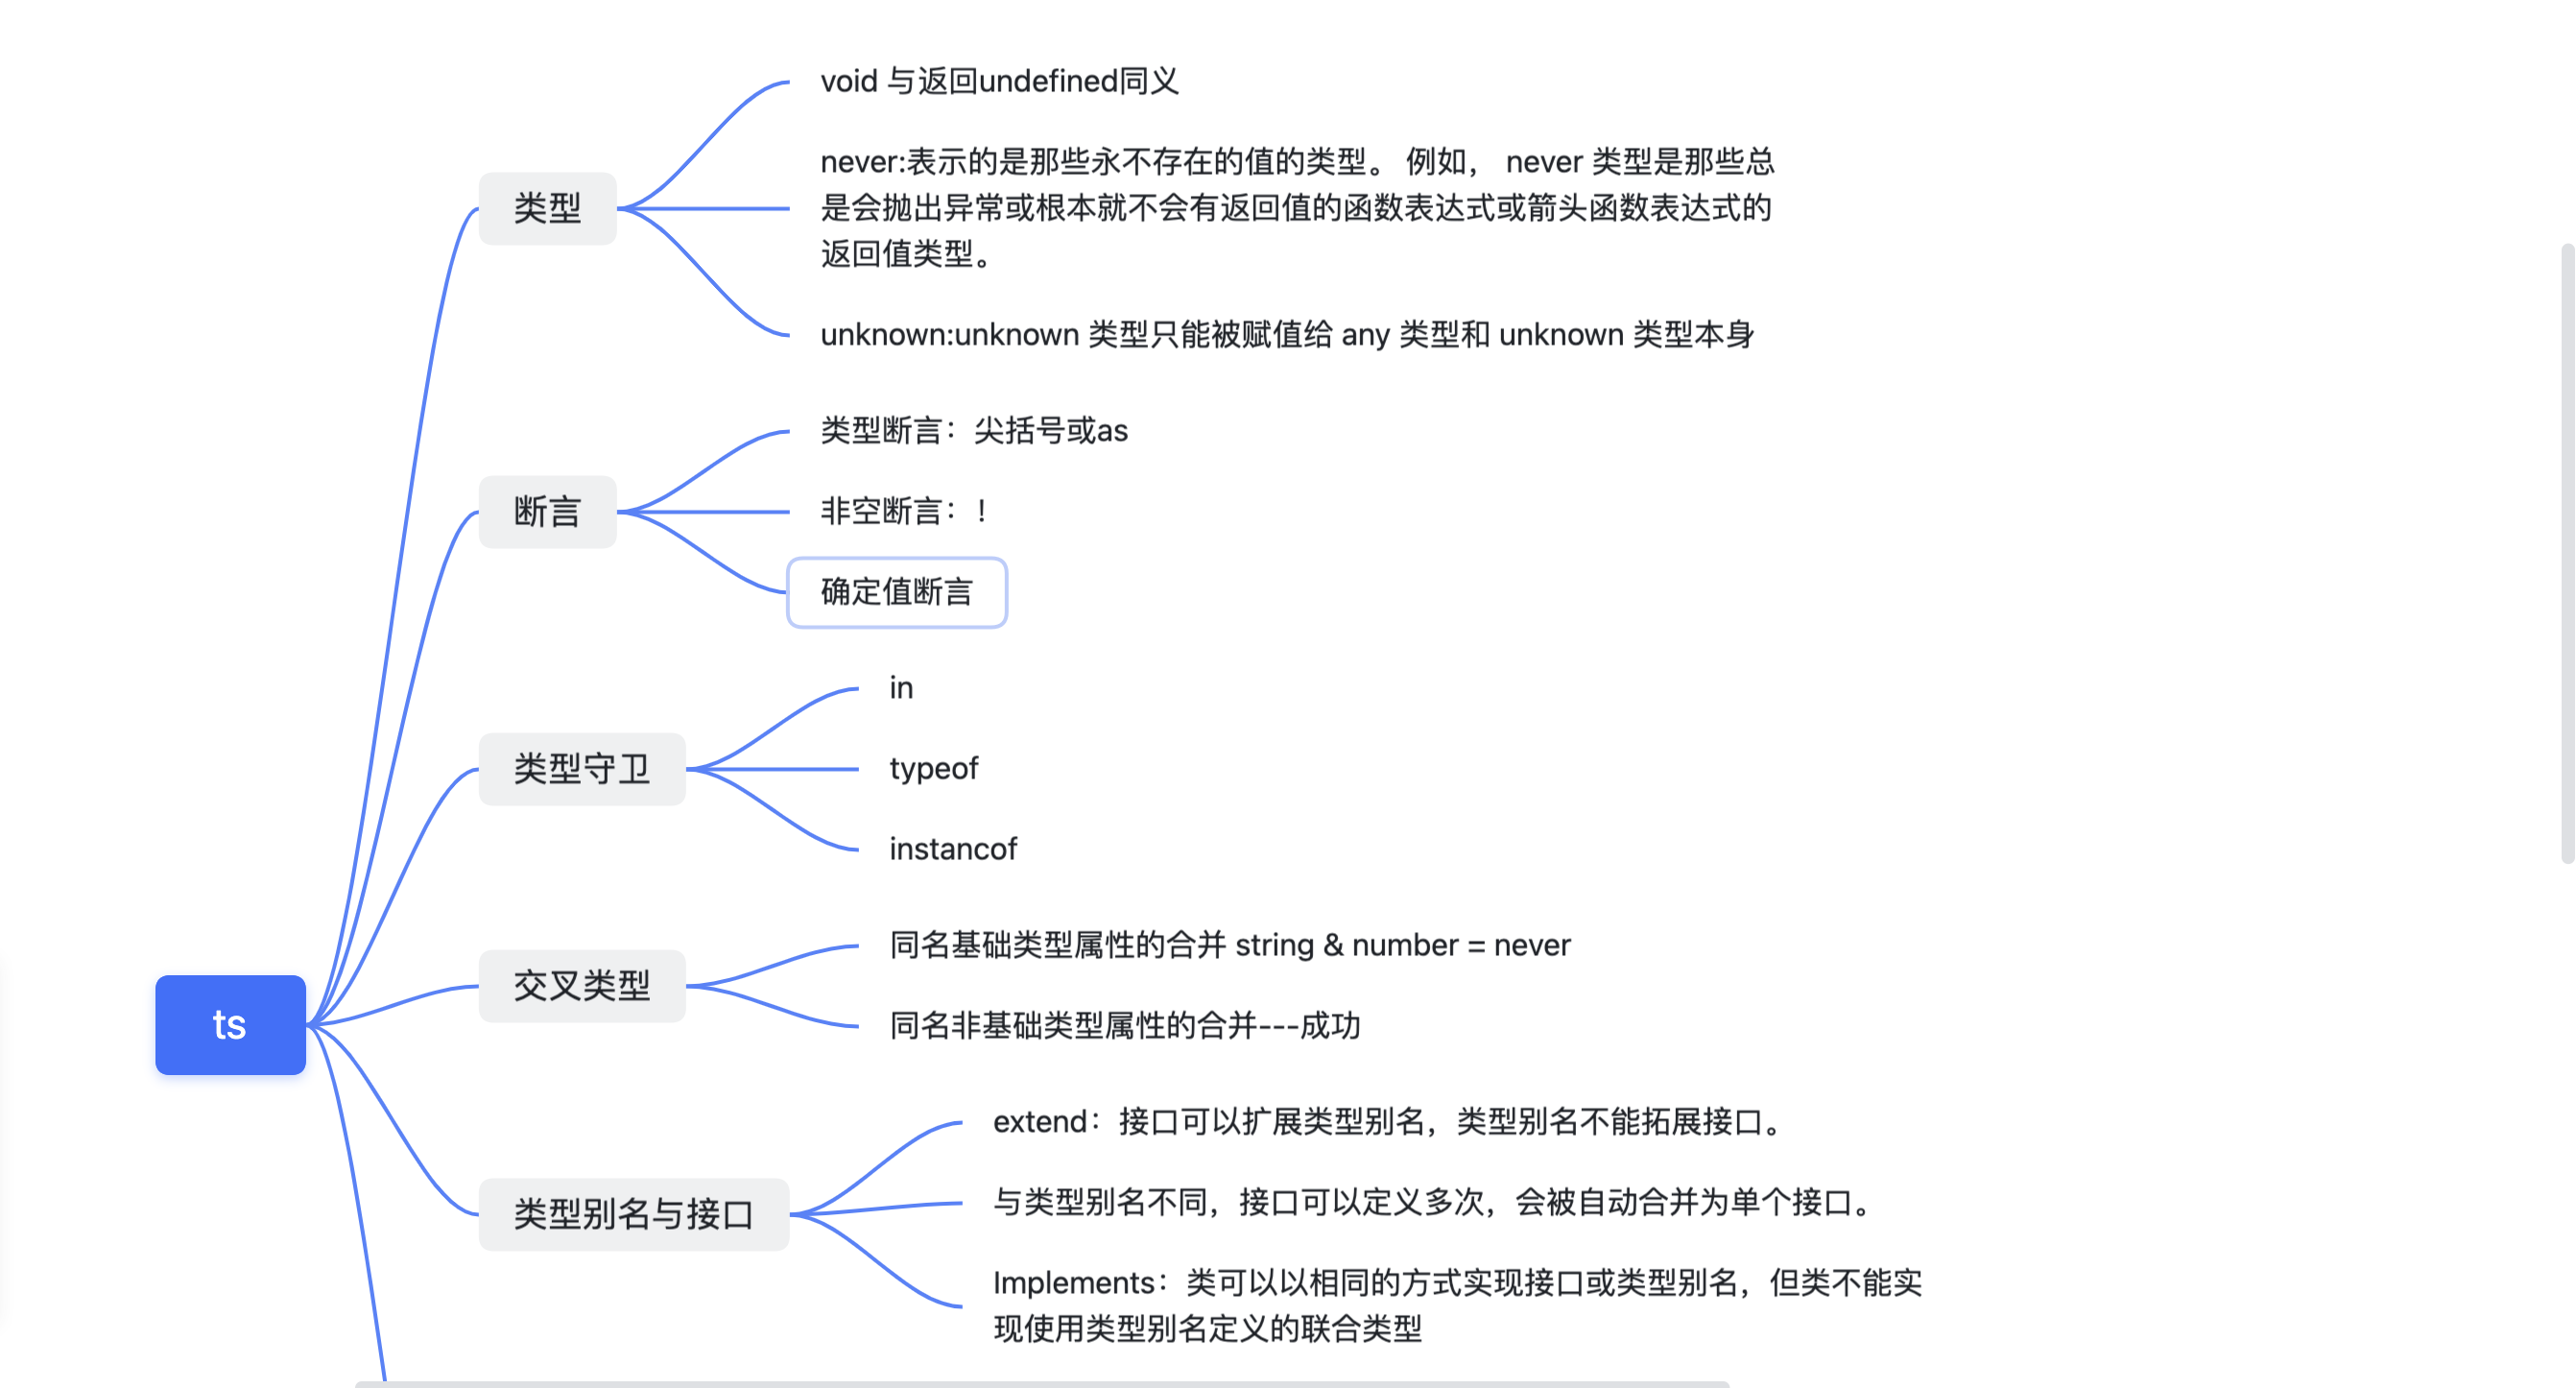 void 与返回undefined同义
never:表示的是那些永不存在的值的类型。 例如， never 类型是那些总
是会抛出异常或根本就不会有返回值的函数表达式或箭头函数表达式的
返回值类型。
类型
unknown:unknown 类型只能被赋值给 any 类型和 unknown 类型本身
类型断言：尖括号或as
断言
非空断言：！
确定值断言
in
类型守卫
typeof
instancof
同名基础类型属性的合并 string & number = never
交叉类型
同名非基础类型属性的合并---成功
ts
extend：接口可以扩展类型别名，类型别名不能拓展接口。
与类型别名不同，接口可以定义多次，会被自动合并为单个接口。
类型别名与接口
Implements：类可以以相同的方式实现接口或类型别名，但类不能实
现使用类型别名定义的联合类型